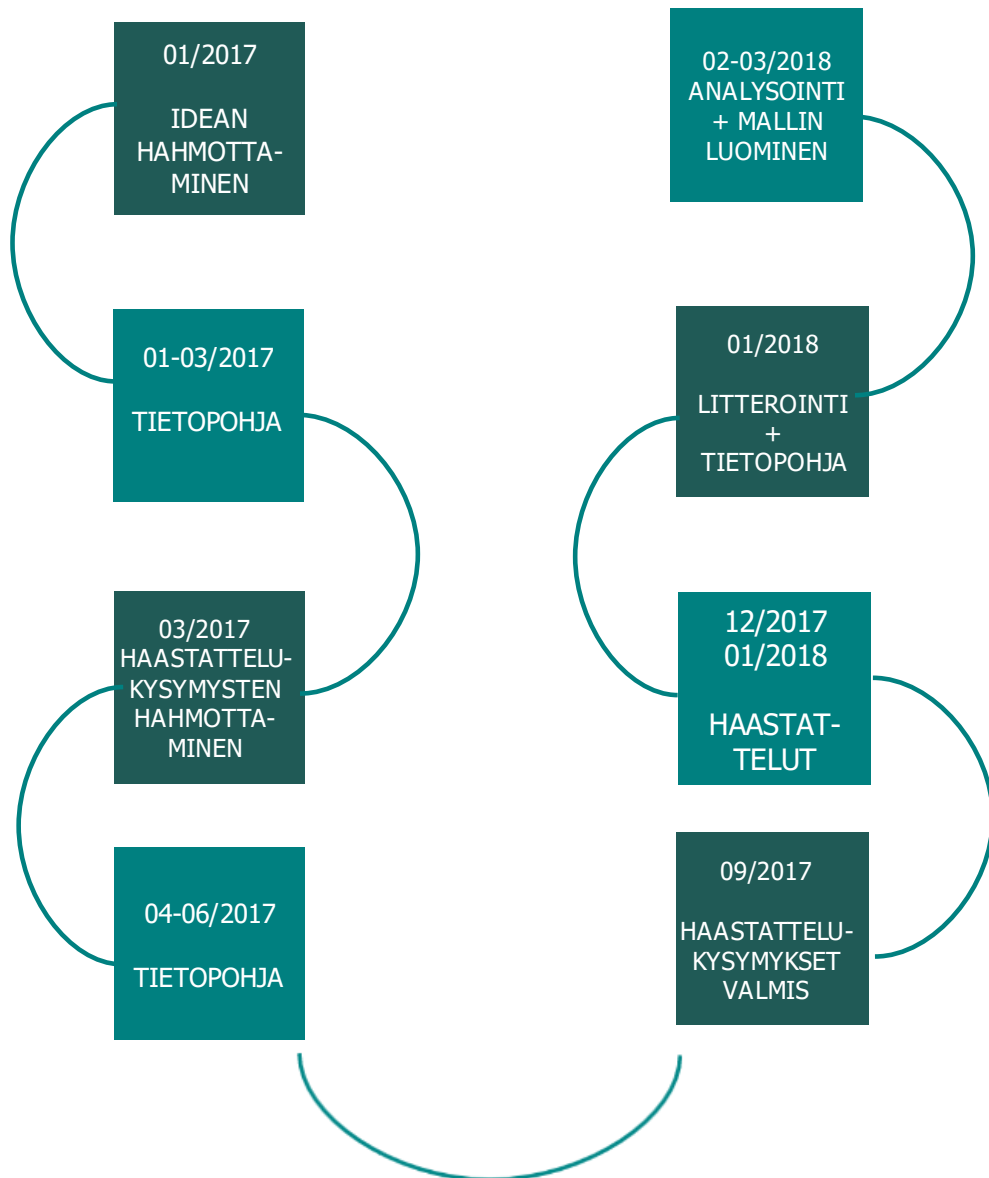 01/2017
IDEAN
HAHMOTTA-
MINEN
01-03/2017
TIETOPOHJA
03/2017
HAASTATTELU-
KYSYMYSTEN
HAHMOTTA-
MINEN
04-06/2017
TIETOPOHJA
09/2017
HAASTATTELU-
KYSYMYKSET
VALMIS
12/2017
01/2018
HAASTAT-
TELUT
01/2018
LITTEROINTI
+
TIETOPOHJA
02-03/2018
ANALYSOINTI
+ MALLIN
LUOMINEN